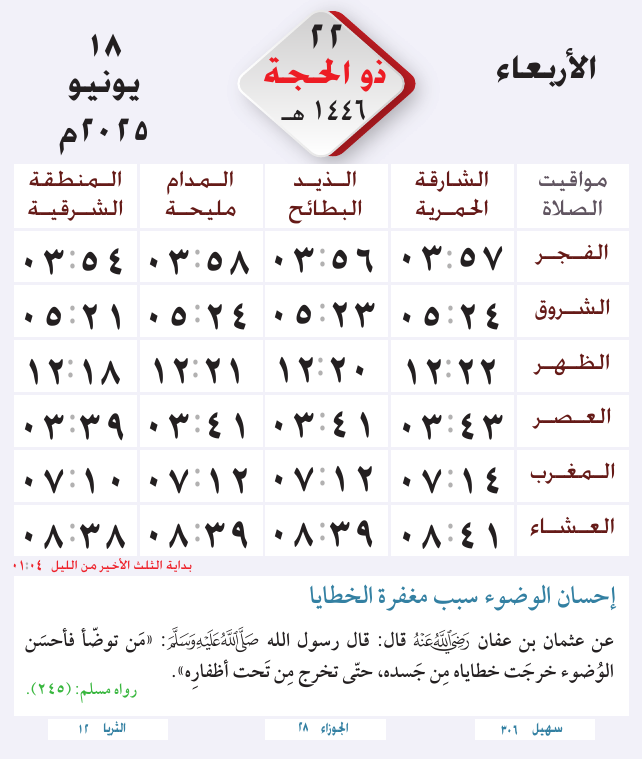 الأربعاء
٢٢
ذو الحجة
١٤٤٦ هـ
١٨
يونيو
٢٠٢٥م
مواقيت الصلاة
الشارقة الحمرية
الذيد البطائح
المدام مليحة
المنطقة الشرقية
الفجر ٠٣:٥٧ ٠٣:٥٦ ٠٣:٥٨ ٠٣:٥٤
الشروق ٠٥:٢٤ ٠٥:٢٣ ٠٥:٢٤ ٠٥:٢١
الظهر ١٢:٢٢ ١٢:٢٠ ١٢:٢١ ١٢:١٨
العصر ٠٣:٤٣ ٠٣:٤١ ٠٣:٤١ ٠٣:٣٩
المغرب ٠٧:١٤ ٠٧:١٢ ٠٧:١٢ ٠٧:١٠
العشاء ٠٨:٤١ ٠٨:٣٩ ٠٨:٣٩ ٠٨:٣٨
بداية الثلث الأخير من الليل ٠١:٠٤
إحسان الوضوء سبب مغفرة الخطايا
عن عثمان بن عفان رَضِيَ اللَّهُ عَنْهُ قال: قال رسول الله صَلَّى اللَّهُ عَلَيْهِ وَسَلَّمَ: «مَن توضّأ فأحسَن
الوُضوء خرجَت خطاياه مِن جَسده، حتّى تخرج مِن تَحت أظفارِه».
رواه مسلم: (٢٤٥).
سهيل ٣٠٦
الجوزاء ٢٨
الثريا ١٢